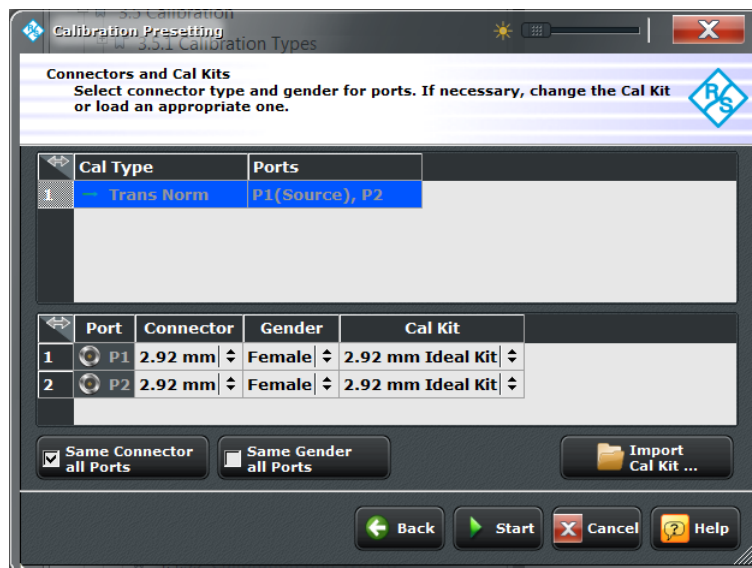 3.5 Calibration
Calibration Presetting
3.5.1 Calibration Types
X
Connectors and Cal Kits
Select connector type and gender for ports. If necessary, change the Cal Kit
or load an appropriate one.
R S
Cal Type Ports
1 Trans Norm P1(Source), P2
Port Connector Gender Cal Kit
1 P1 2.92 mm Female 2.92 mm Ideal Kit
2 P2 2.92 mm Female 2.92 mm Ideal Kit
Same Connector
all Ports
Same Gender
all Ports
Import
Cal Kit ...
Back Start X Cancel ? Help